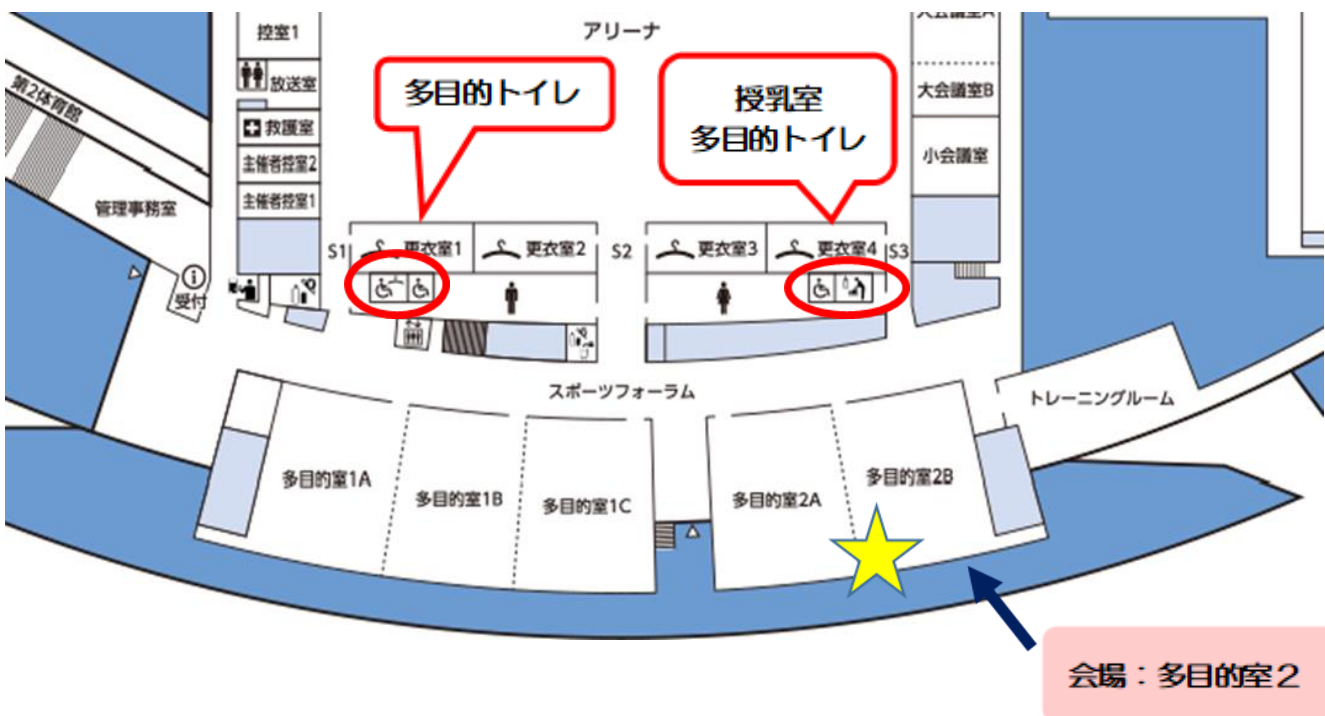 アリーナ
控室1
放送室
救護室
主催者控室2
主催者控室1
第2体育館
管理事務室
受付
多目的トイレ
授乳室
多目的トイレ
大会議室A
大会議室B
小会議室
S1
更衣室1
更衣室2
S2
更衣室3
更衣室4
S3
スポーツフォーラム
トレーニングルーム
多目的室1A
多目的室1B
多目的室1C
多目的室2A
多目的室2B
会場：多目的室２